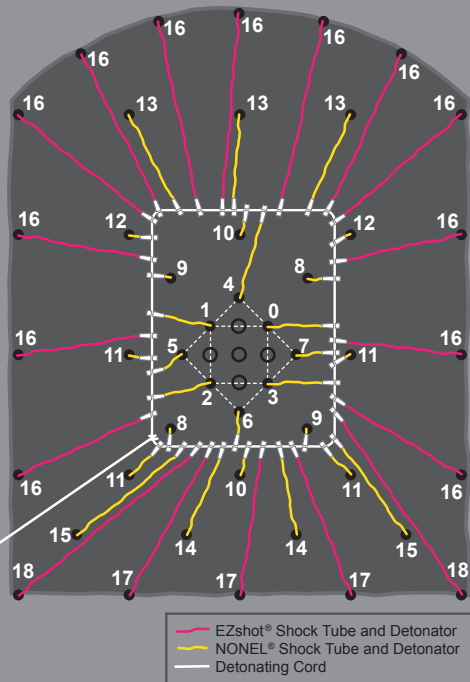 16
16 16
16 16
13 13 13
16 16
12 12
10
16 16
9 8
4
1 0
16 5 7 16
11 11
2 3
6
8 9
11 10 11
16 16
15 14 14 15
18 17 17 17 18
EZshot® Shock Tube and Detonator
NONEL® Shock Tube and Detonator
Detonating Cord